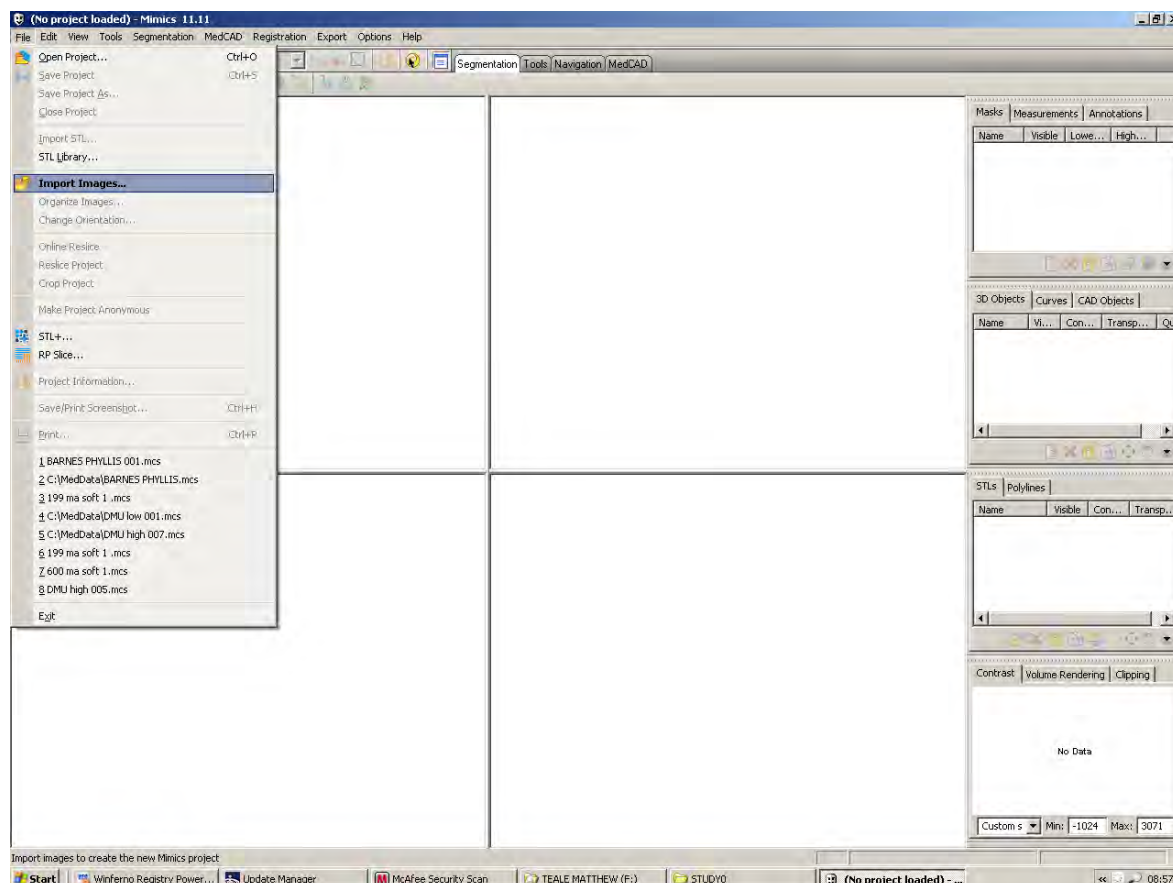 (No project loaded) - Mimics 11.11
File Edit View Tools Segmentation MedCAD Registration Export Options Help
Open Project... Ctrl+O
Save Project Ctrl+S
Save Project As...
Close Project
Import STL...
STL Library...
Import Images...
Organize Images...
Change Orientation...
Online Reslice
Reslice Project
Crop Project
Make Project Anonymous
STL+...
RP Slice...
Project Information...
Save/Print Screenshot... Ctrl+H
Print... Ctrl+P
1 BARNES PHYLLIS 001.mcs
2 C:\MedData\BARNES PHYLLIS.mcs
3 199 ma soft 1 .mcs
4 C:\MedData\DMU low 001.mcs
5 C:\MedData\DMU high 007.mcs
6 199 ma soft 1 .mcs
7 600 ma soft 1.mcs
8 DMU high 005.mcs
Exit
Segmentation Tools Navigation MedCAD
Masks Measurements Annotations
Name Visible Lowe... High...
3D Objects Curves CAD Objects
Name Vi... Con... Transp... Qu
STLs Polylines
Name Visible Con... Transp...
Contrast Volume Rendering Clipping
No Data
Custom s Min: -1024 Max: 3071
Import images to create the new Mimics project
Start Winferno Registry Power... Update Manager McAfee Security Scan TEALE MATTHEW (F:) STUDY0 (No project loaded) - ... 08:57